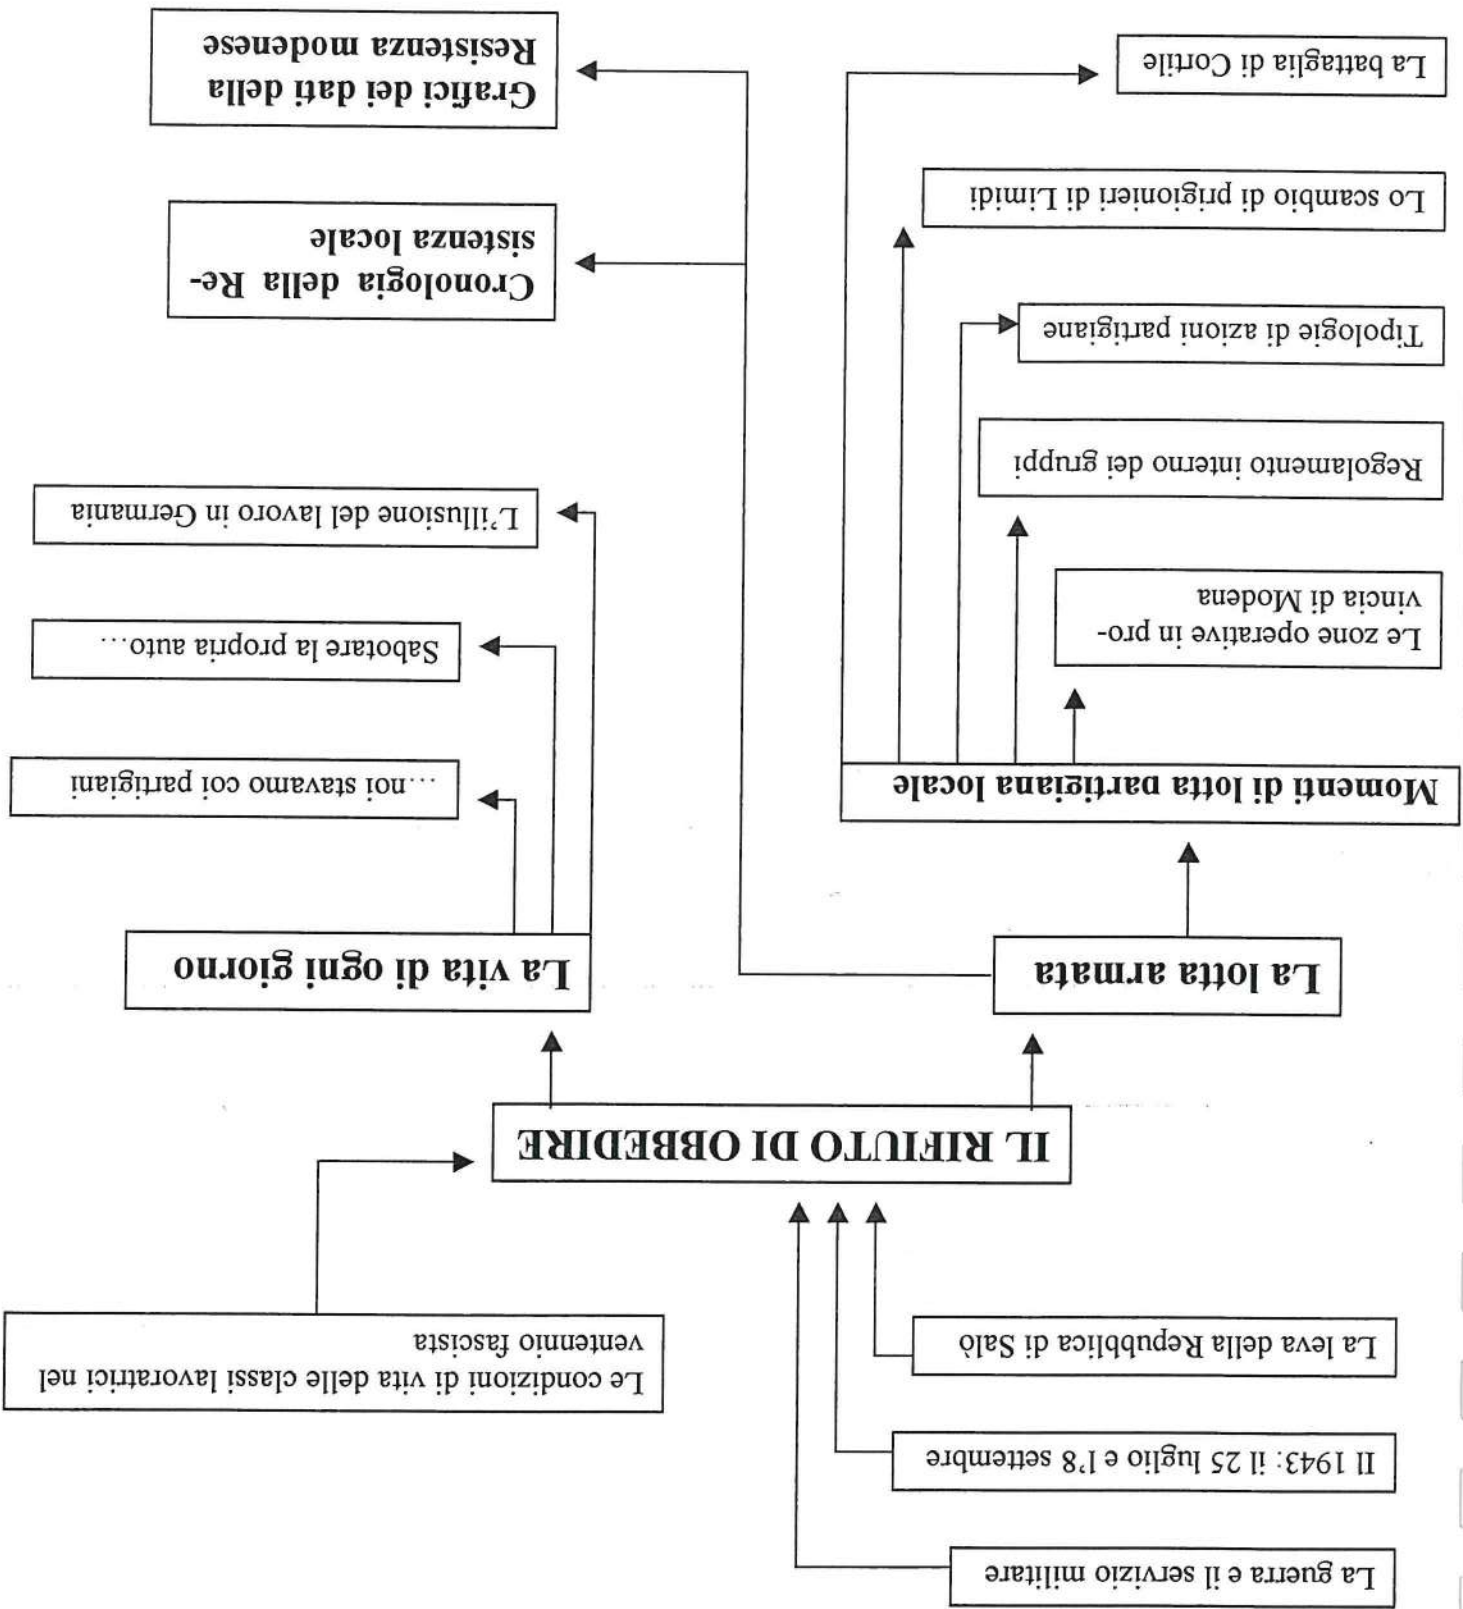 La guerra e il servizio militare
Il 1943: il 25 luglio e l'8 settembre
La leva della Repubblica di Salò
Le condizioni di vita delle classi lavoratrici nel
ventennio fascista
IL RIFIUTO DI OBBEDIRE
La lotta armata
La vita di ogni giorno
Momenti di lotta partigiana locale
Le zone operative in pro-
vincia di Modena
Regolamento interno dei gruppi
Tipologie di azioni partigiane
Lo scambio di prigionieri di Limidi
La battaglia di Cortile
…noi stavamo coi partigiani
Sabotare la propria auto…
L'illusione del lavoro in Germania
Cronologia della Re-
sistenza locale
Grafici dei dati della
Resistenza modenese